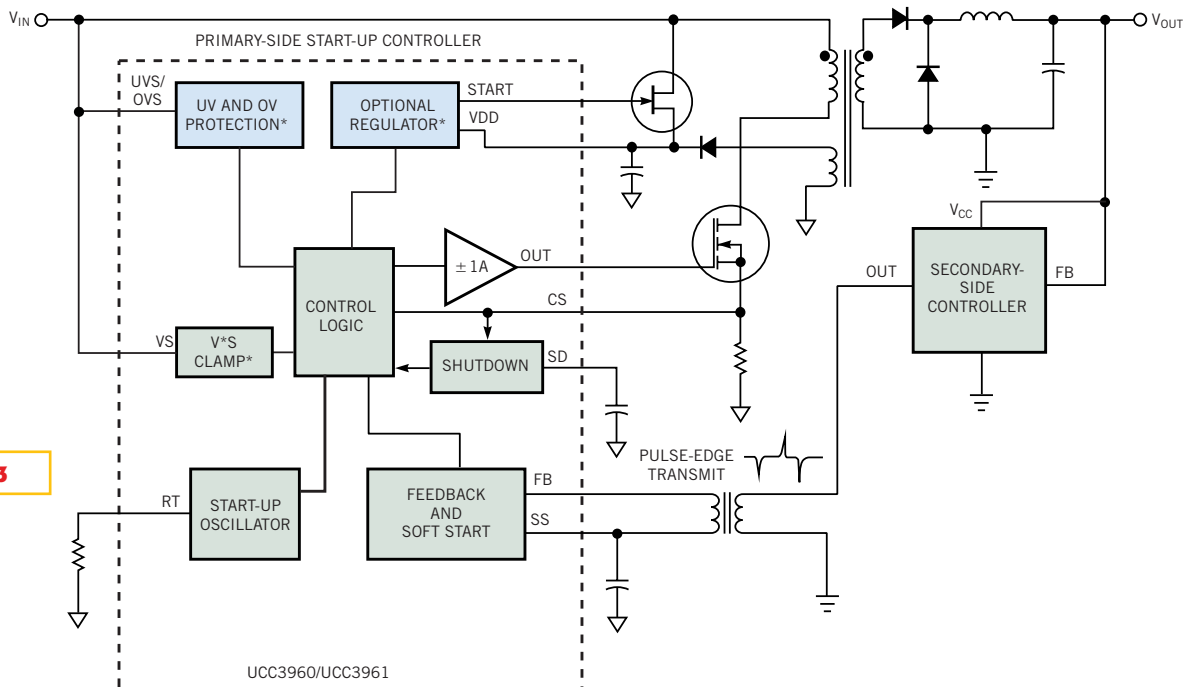 VIN
VOUT
PRIMARY-SIDE START-UP CONTROLLER
UVS/
OVS
UV AND OV
PROTECTION*
OPTIONAL
REGULATOR*
START
VDD
± 1A
OUT
CS
CONTROL
LOGIC
VS
V*S
CLAMP*
SHUTDOWN
SD
VCC
OUT
SECONDARY-
SIDE
CONTROLLER
FB
PULSE-EDGE
TRANSMIT
3
RT
START-UP
OSCILLATOR
FEEDBACK
AND
SOFT START
FB
SS
UCC3960/UCC3961